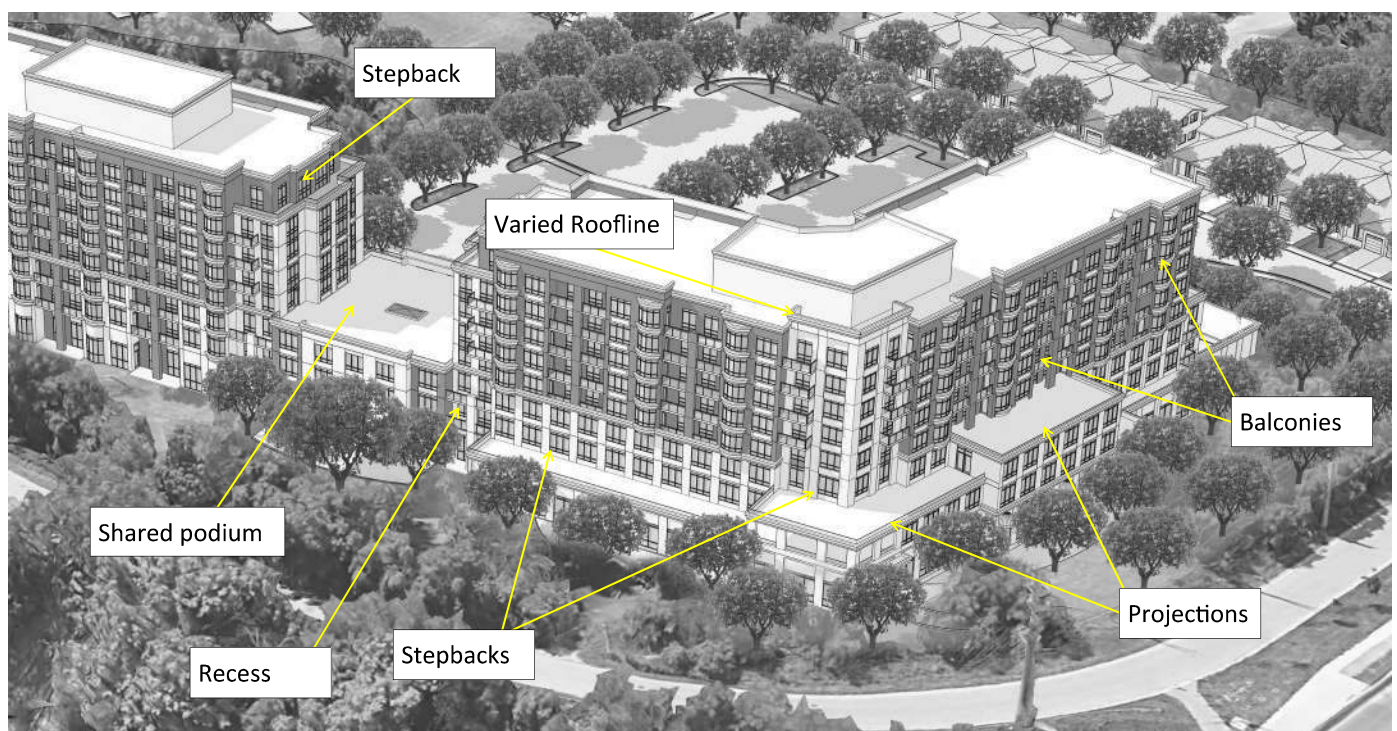 Stepback
Varied Roofline
Balconies
Shared podium
Projections
Stepbacks
Recess